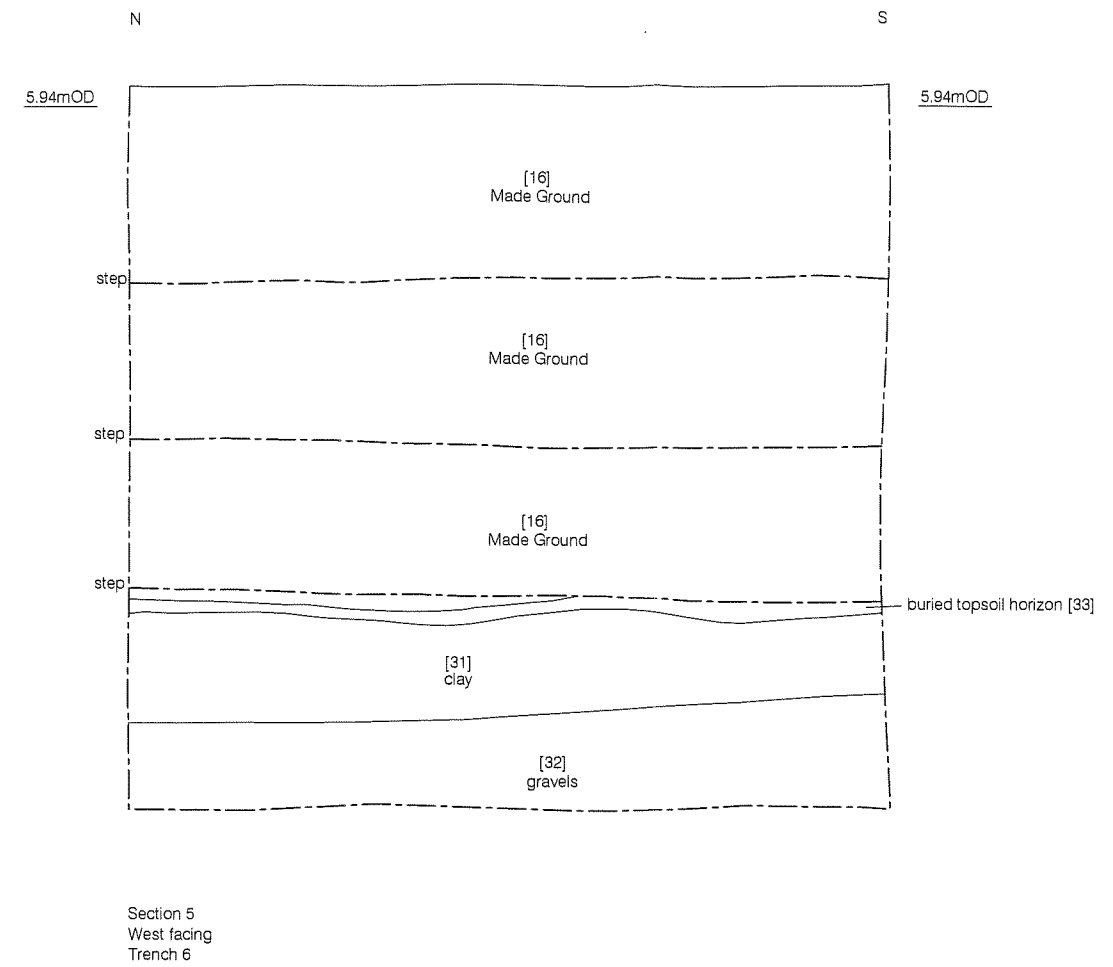 N
S
5.94mOD
5.94mOD
[16]
Made Ground
step
[16]
Made Ground
step
[16]
Made Ground
step
buried topsoil horizon [33]
[31]
clay
[32]
gravels
Section 5
West facing
Trench 6